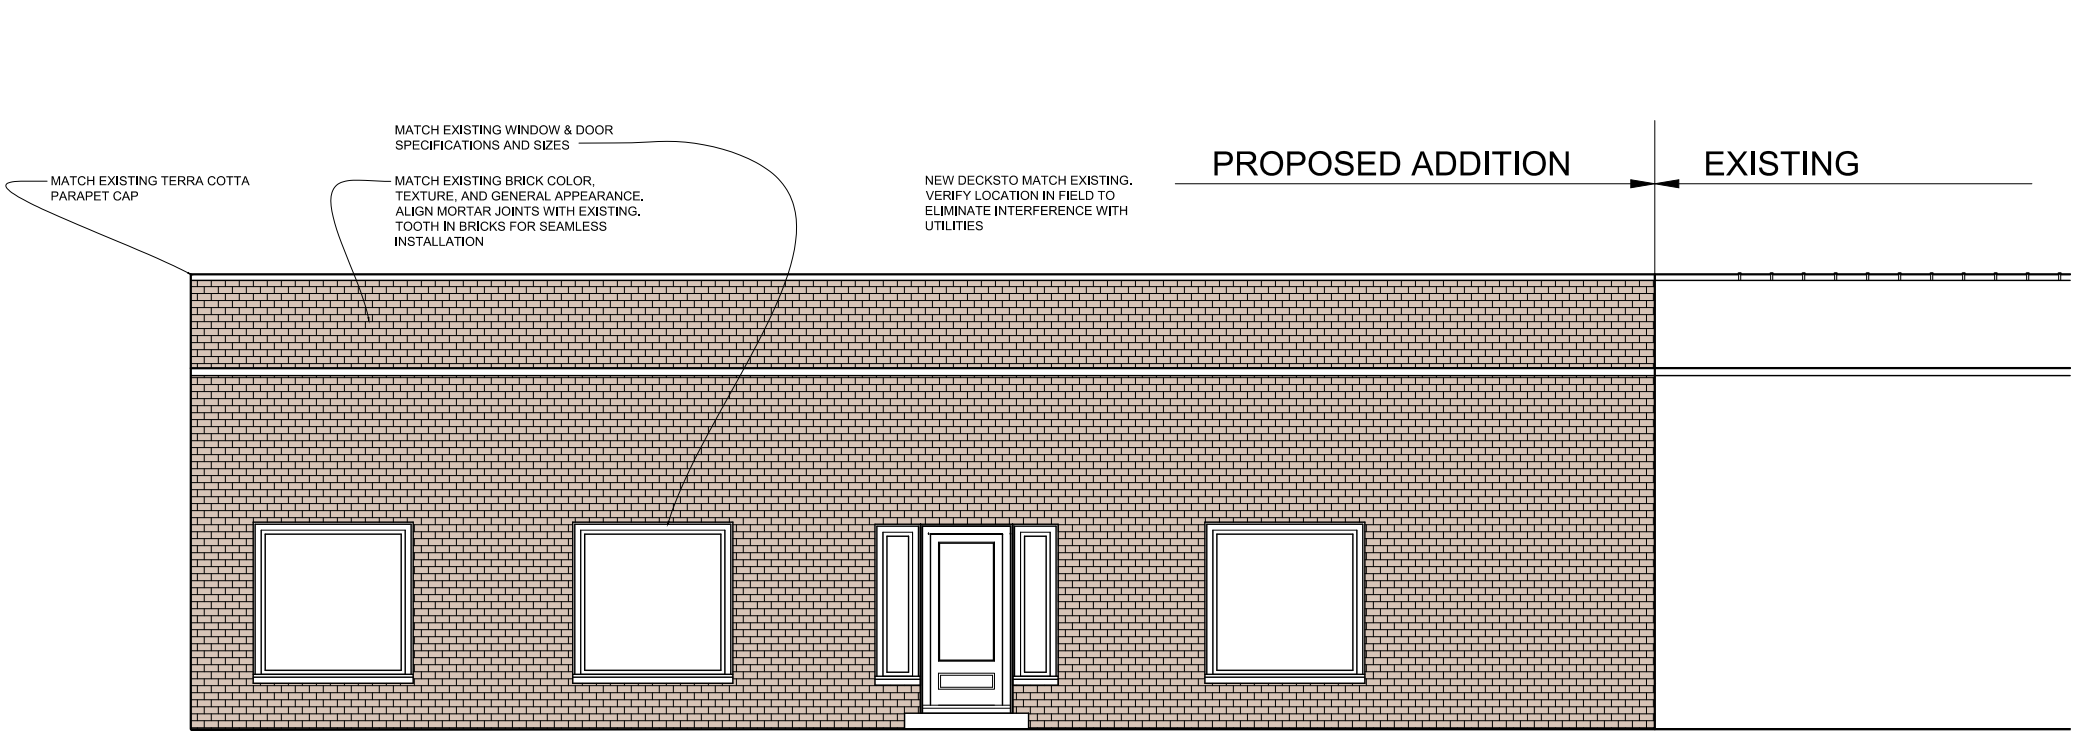 MATCH EXISTING TERRA COTTA
PARAPET CAP
MATCH EXISTING WINDOW & DOOR
SPECIFICATIONS AND SIZES
MATCH EXISTING BRICK COLOR,
TEXTURE, AND GENERAL APPEARANCE.
ALIGN MORTAR JOINTS WITH EXISTING.
TOOTH IN BRICKS FOR SEAMLESS
INSTALLATION
NEW DECKSTO MATCH EXISTING.
VERIFY LOCATION IN FIELD TO
ELIMINATE INTERFERENCE WITH
UTILITIES
PROPOSED ADDITION
EXISTING